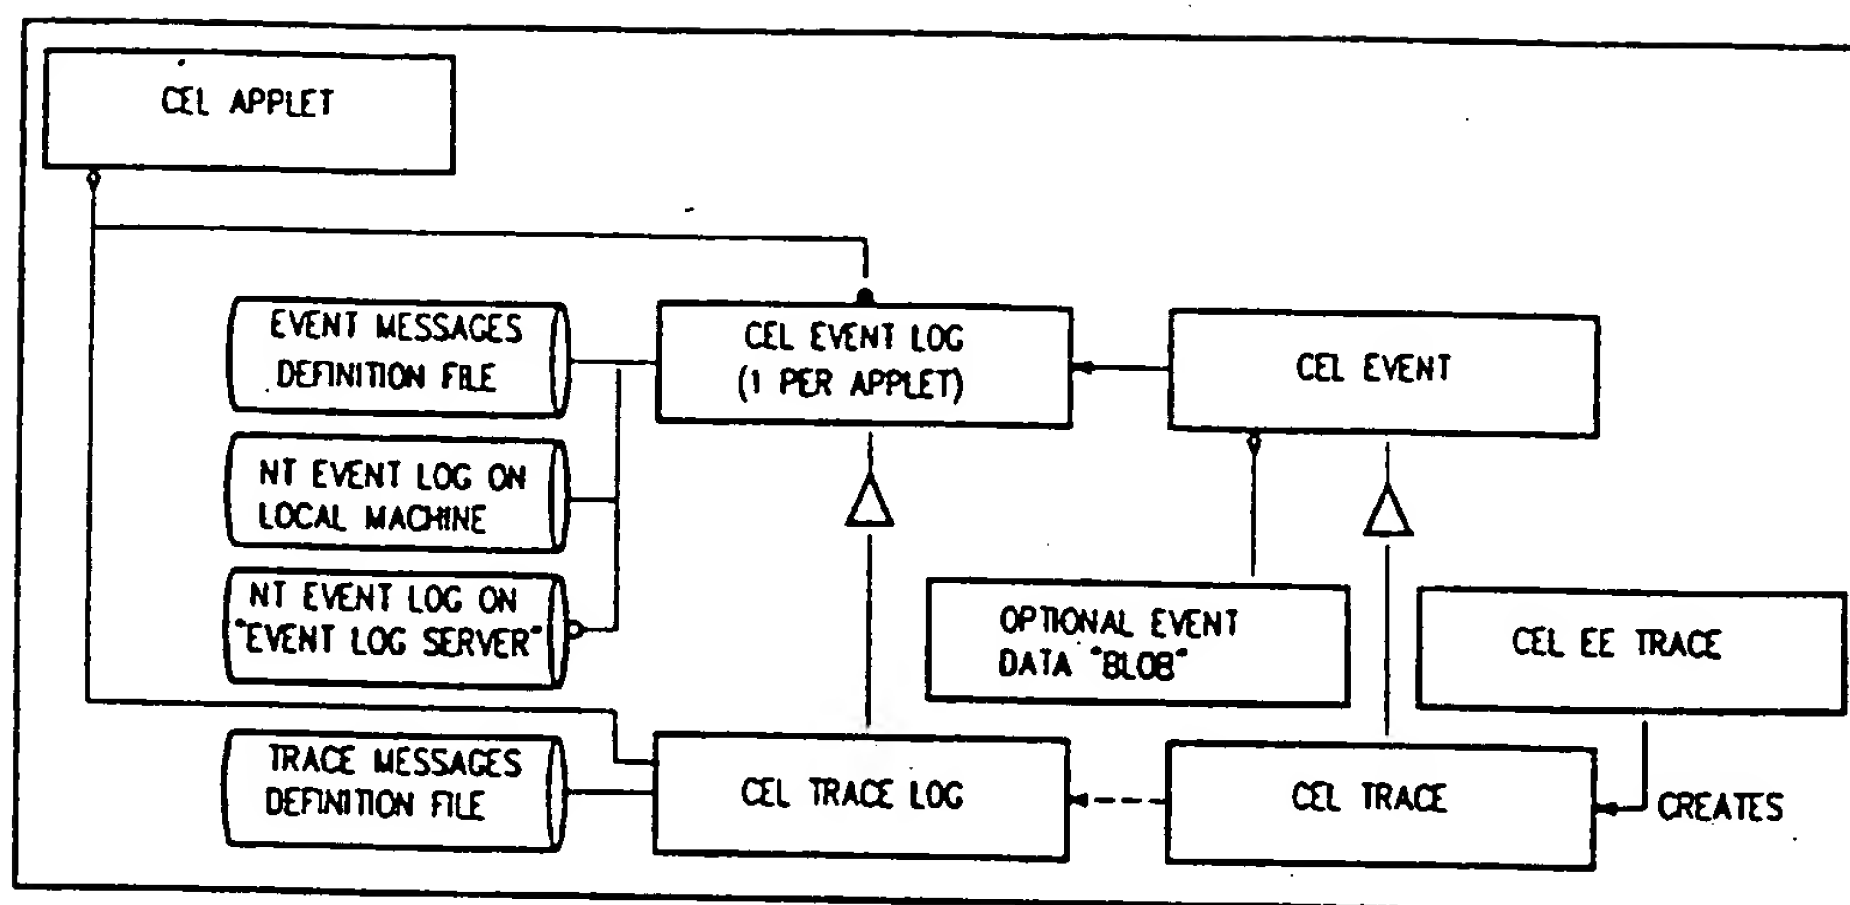 CEL APPLET
EVENT MESSAGES
DEFINITION FILE
CEL EVENT LOG
(1 PER APPLET)
CEL EVENT
NT EVENT LOG ON
LOCAL MACHINE
NT EVENT LOG ON
"EVENT LOG SERVER"
OPTIONAL EVENT
DATA "BLOB"
CEL EE TRACE
TRACE MESSAGES
DEFINITION FILE
CEL TRACE LOG
CEL TRACE
CREATES